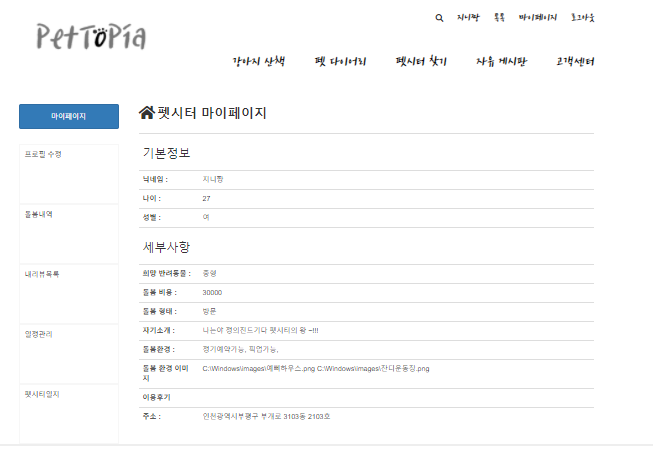 PetToPia
지니짱 목록 마이페이지 로그아웃
강아지 산책 펫 다이어리 펫시터 찾기 자유 게시판 고객센터
마이페이지
프로필 수정
돌봄내역
내리뷰목록
일정관리
펫시터일지
펫시터 마이페이지
기본정보
닉네임 : 지니짱
나이 : 27
성별 : 여
세부사항
희망 반려동물 : 중형
돌봄 비용 : 30000
돌봄 형태 : 방문
자기소개 : 나는야 정의진드기다 펫시터의 왕 ~!!!
돌봄환경 : 정기예약가능, 픽업가능,
돌봄 환경 이미
지 C:\Windows\images\예삐하우스.png C:\Windows\images\잔디운동장.png
이용후기
주소 : 인천광역시부평구 부개로 3103동 2103호